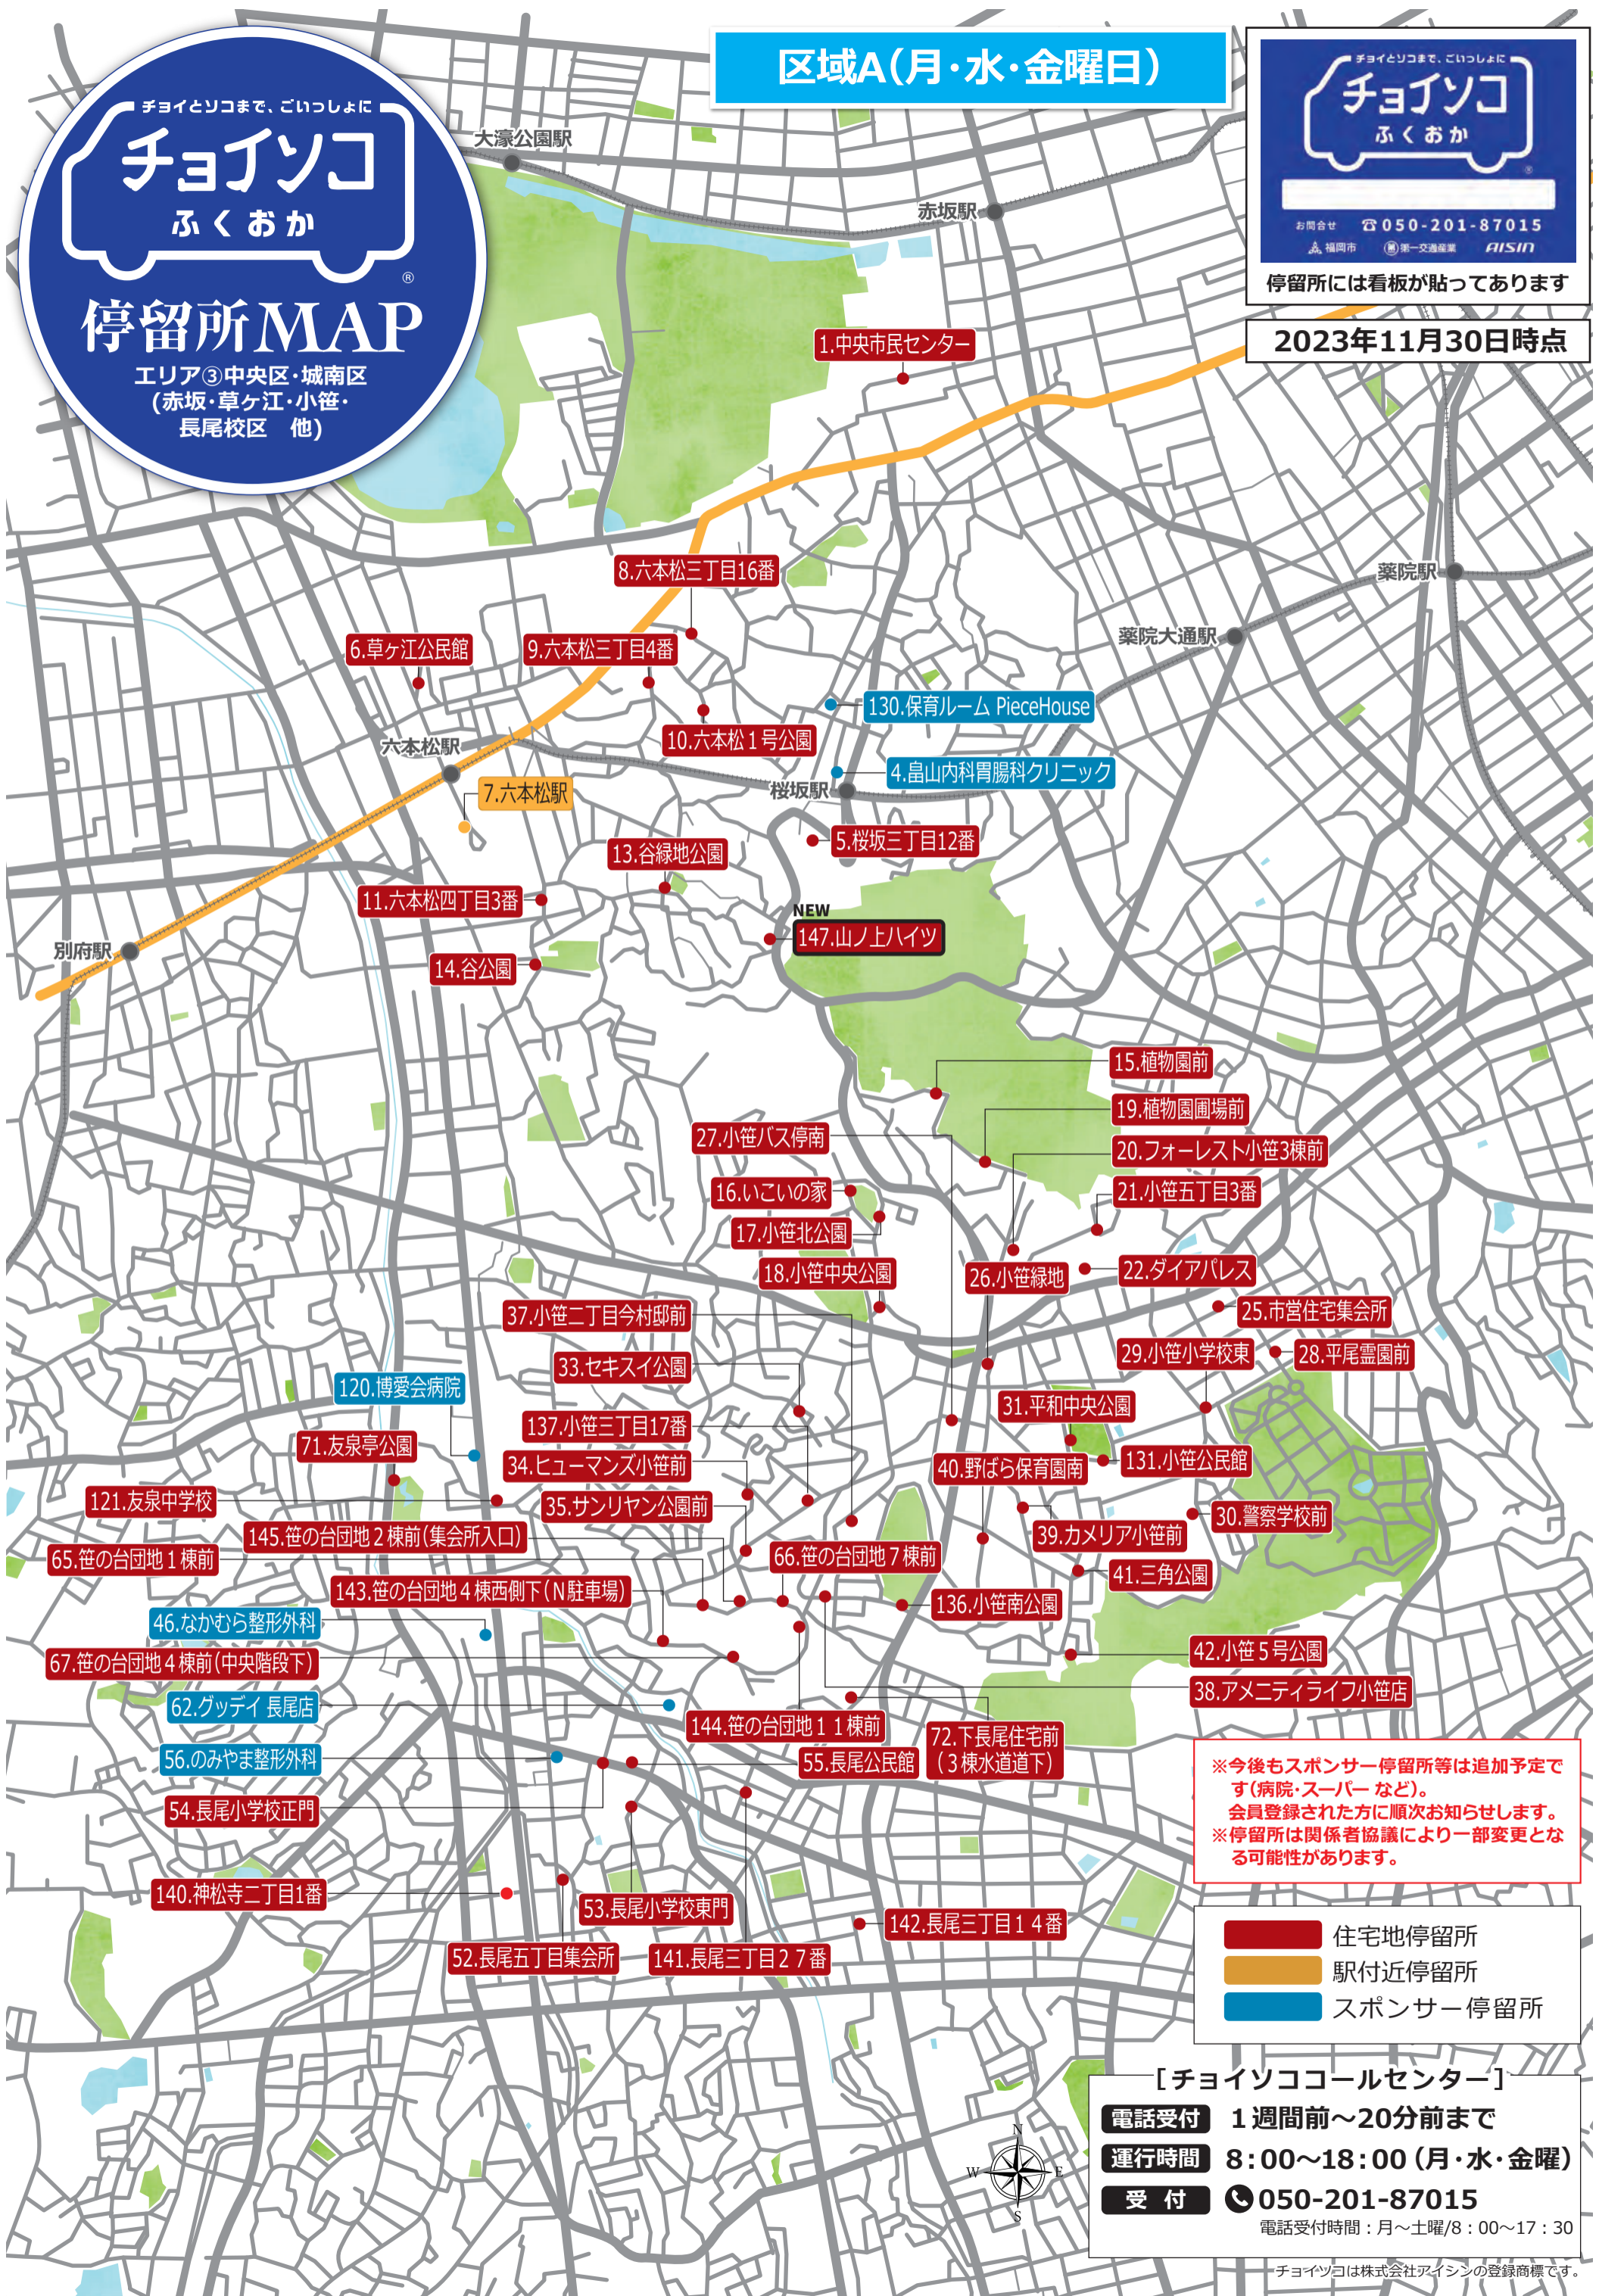 区域A(月・水・金曜日)
チョイとソコまで、ごいっしょに
チョイソコ
ふくおか
®
停留所MAP
エリア③中央区・城南区
(赤坂・草ヶ江・小笹・
長尾校区　他)
チョイとソコまで、ごいっしょに
チョイソコ
ふくおか
®
お問合せ　☎050-201-87015
福岡市　第一交通産業　AISIN
停留所には看板が貼ってあります
2023年11月30日時点
大濠公園駅
赤坂駅
1.中央市民センター
8.六本松三丁目16番
薬院駅
薬院大通駅
6.草ヶ江公民館
9.六本松三丁目4番
130.保育ルーム PieceHouse
10.六本松１号公園
六本松駅
4.畠山内科胃腸科クリニック
桜坂駅
7.六本松駅
5.桜坂三丁目12番
13.谷緑地公園
11.六本松四丁目3番
NEW
147.山ノ上ハイツ
別府駅
14.谷公園
15.植物園前
19.植物園圃場前
27.小笹バス停南
20.フォーレスト小笹3棟前
16.いこいの家
21.小笹五丁目3番
17.小笹北公園
18.小笹中央公園
26.小笹緑地
22.ダイアパレス
37.小笹二丁目今村邸前
25.市営住宅集会所
33.セキスイ公園
29.小笹小学校東
28.平尾霊園前
120.博愛会病院
137.小笹三丁目17番
31.平和中央公園
71.友泉亭公園
34.ヒューマンズ小笹前
40.野ばら保育園南
131.小笹公民館
121.友泉中学校
35.サンリヤン公園前
30.警察学校前
145.笹の台団地２棟前(集会所入口)
39.カメリア小笹前
65.笹の台団地１棟前
66.笹の台団地７棟前
41.三角公園
143.笹の台団地４棟西側下(Ｎ駐車場)
136.小笹南公園
46.なかむら整形外科
67.笹の台団地４棟前(中央階段下)
42.小笹５号公園
38.アメニティライフ小笹店
62.グッデイ 長尾店
144.笹の台団地１１棟前
72.下長尾住宅前
(３棟水道道下)
56.のみやま整形外科
55.長尾公民館
54.長尾小学校正門
140.神松寺二丁目1番
53.長尾小学校東門
142.長尾三丁目１４番
52.長尾五丁目集会所
141.長尾三丁目２７番
※今後もスポンサー停留所等は追加予定で
す(病院・スーパー など)。
会員登録された方に順次お知らせします。
※停留所は関係者協議により一部変更とな
る可能性があります。
住宅地停留所
駅付近停留所
スポンサー停留所
N
W
E
S
[チョイソココールセンター]
電話受付　１週間前～20分前まで
運行時間　8：00～18：00（月・水・金曜）
受　付　050-201-87015
電話受付時間：月～土曜/8：00～17：30
チョイソコは株式会社アイシンの登録商標です。